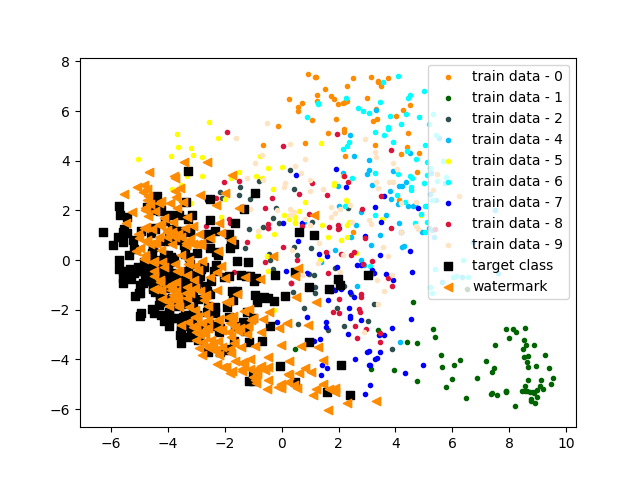 8
6
4
2
0
−2
−4
−6
−6 −4 −2 0 2 4 6 8 10
train data - 0
train data - 1
train data - 2
train data - 4
train data - 5
train data - 6
train data - 7
train data - 8
train data - 9
target class
watermark